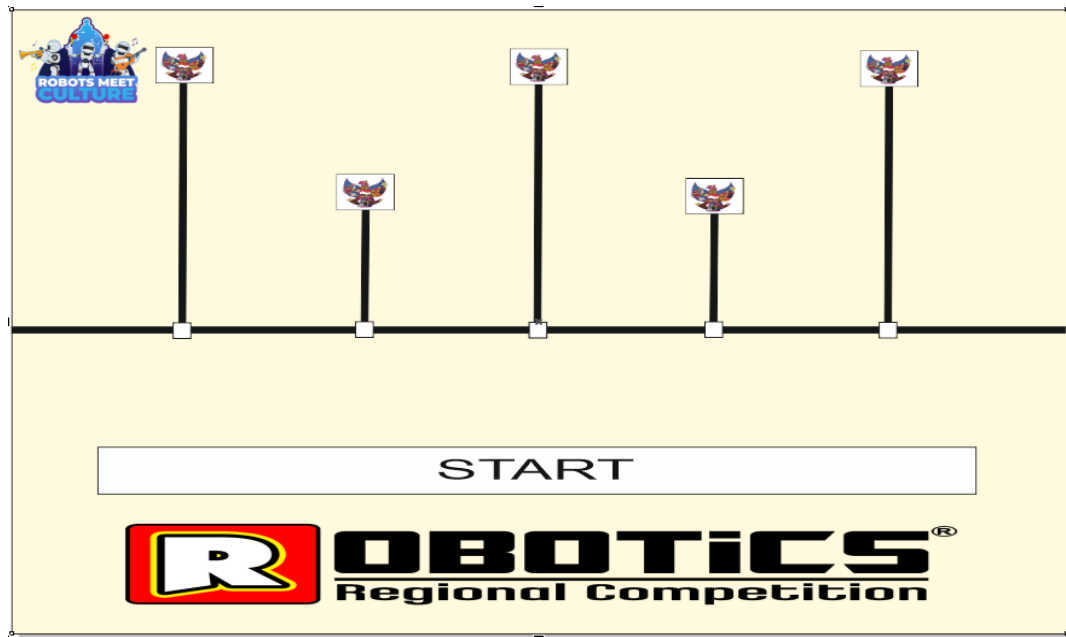 ROBOTS MEET
CULTURE
START
ROBOTiCS®
Regional Competition